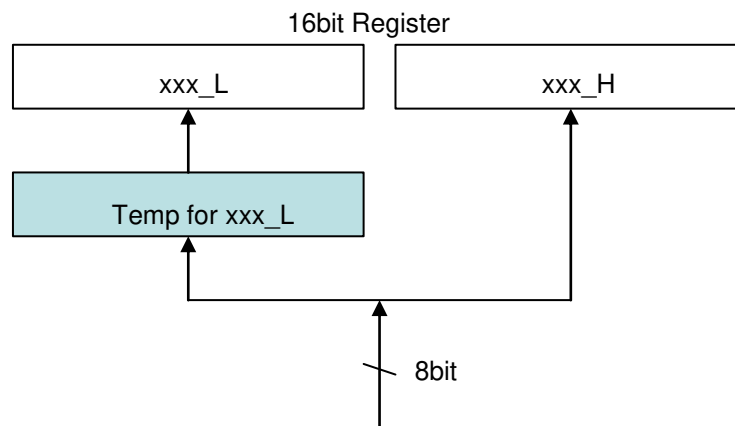 16bit Register
xxx_L
xxx_H
Temp for xxx_L
8bit